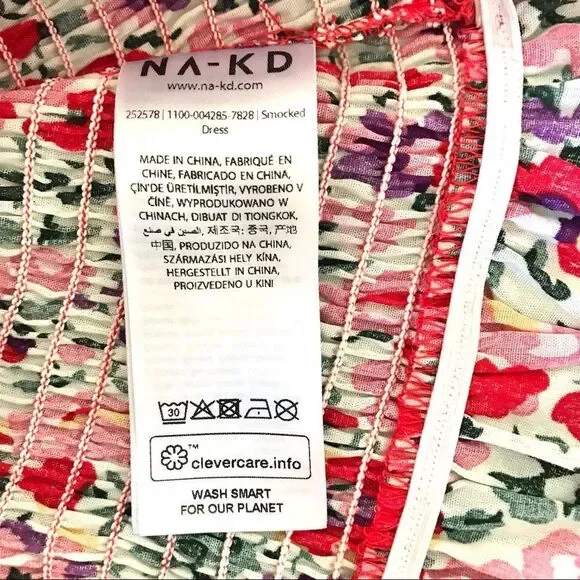 NA-KD
www.na-kd.com
252578 | 1100-004285-7828 | Smocked
Dress
MADE IN CHINA, FABRIQUÉ EN
CHINE, FABRICADO EN CHINA,
ÇIN'DE ÜRETİLMİŞTİR, VYROBENO V
ČÍNĚ, WYPRODUKOWANO W
CHINACH, DIBUAT DI TIONGKOK,
صنع في الصين, 제조국: 중국, 产地
中国, PRODUZIDO NA CHINA,
SZÁRMAZÁSI HELY KÍNA,
HERGESTELLT IN CHINA,
PROIZVEDENO U KINI
30
™
clevercare.info
WASH SMART
FOR OUR PLANET